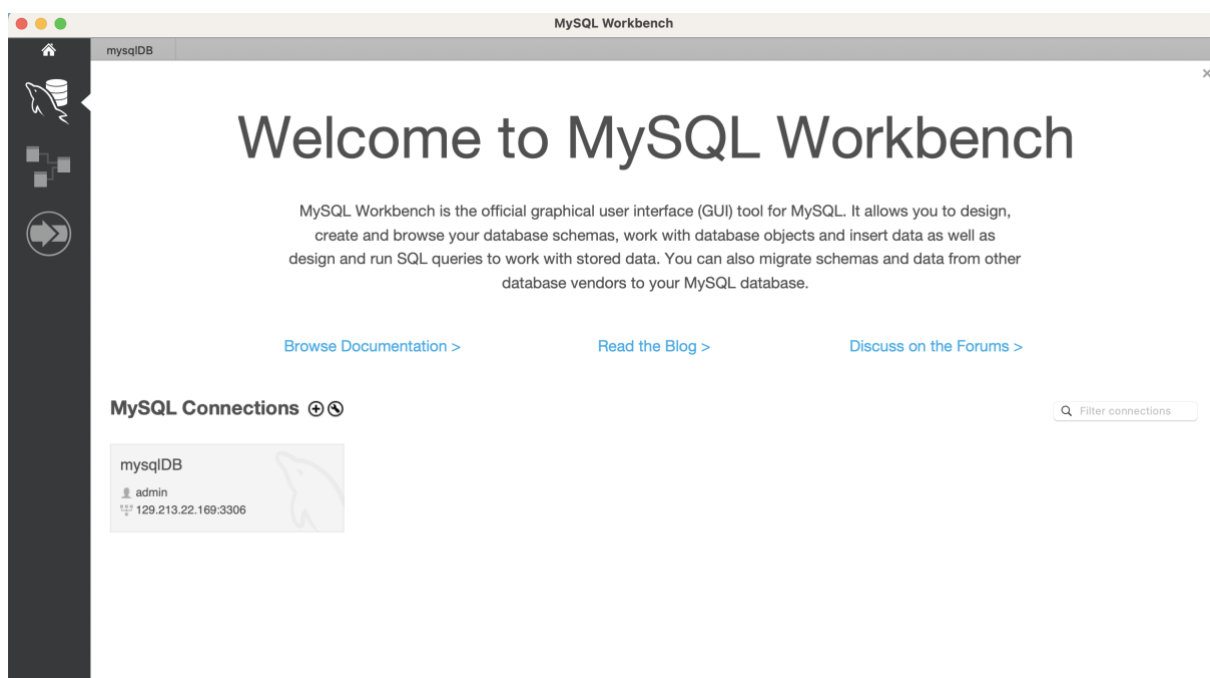 MySQL Workbench
mysqlDB
Welcome to MySQL Workbench
MySQL Workbench is the official graphical user interface (GUI) tool for MySQL. It allows you to design,
create and browse your database schemas, work with database objects and insert data as well as
design and run SQL queries to work with stored data. You can also migrate schemas and data from other
database vendors to your MySQL database.
Browse Documentation >
Read the Blog >
Discuss on the Forums >
MySQL Connections
Filter connections
mysqlDB
admin
129.213.22.169:3306